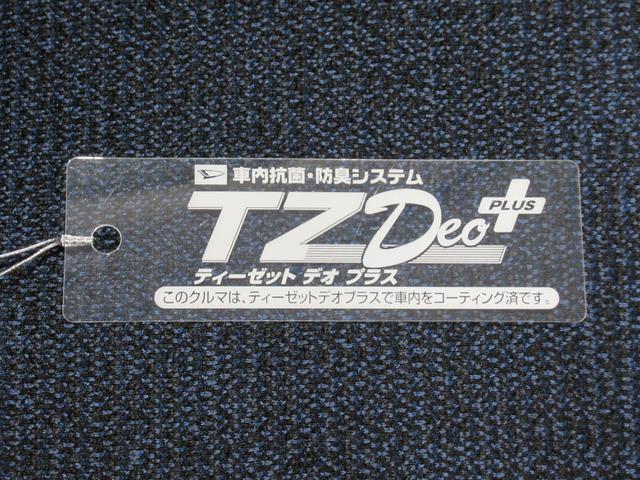 車内抗菌・防臭システム
TZ Deo PLUS
ティーゼット デオ プラス
このクルマは、ティーゼットデオプラスで車内をコーティング済です。